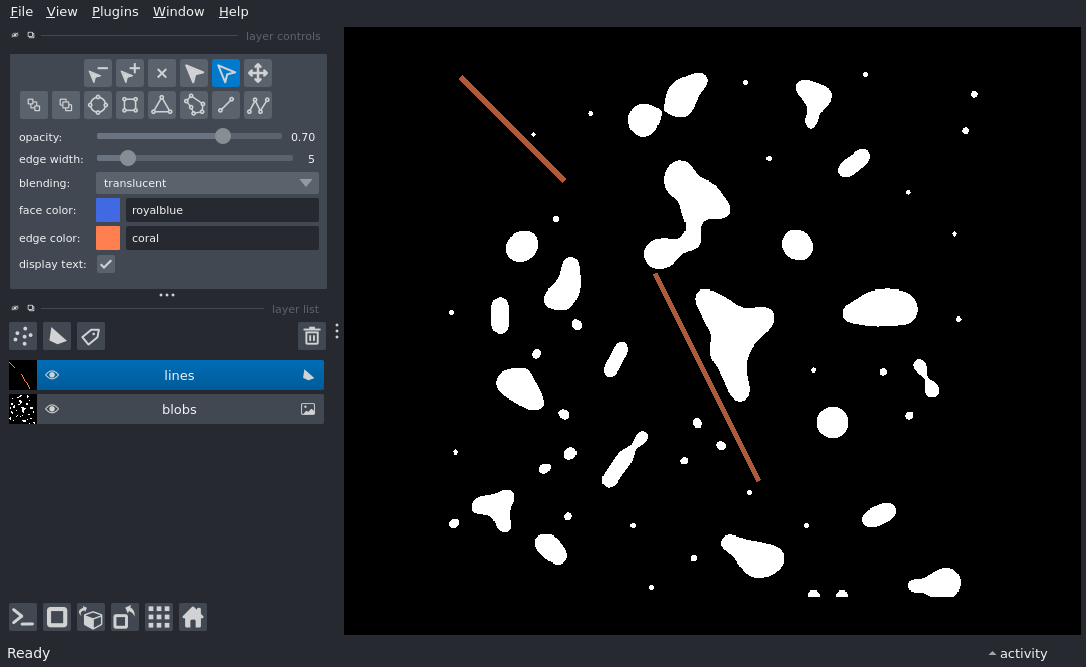 File View Plugins Window Help
layer controls
opacity: 0.70
edge width: 5
blending: translucent
face color: royalblue
edge color: coral
display text:
layer list
lines
blobs
Ready
activity